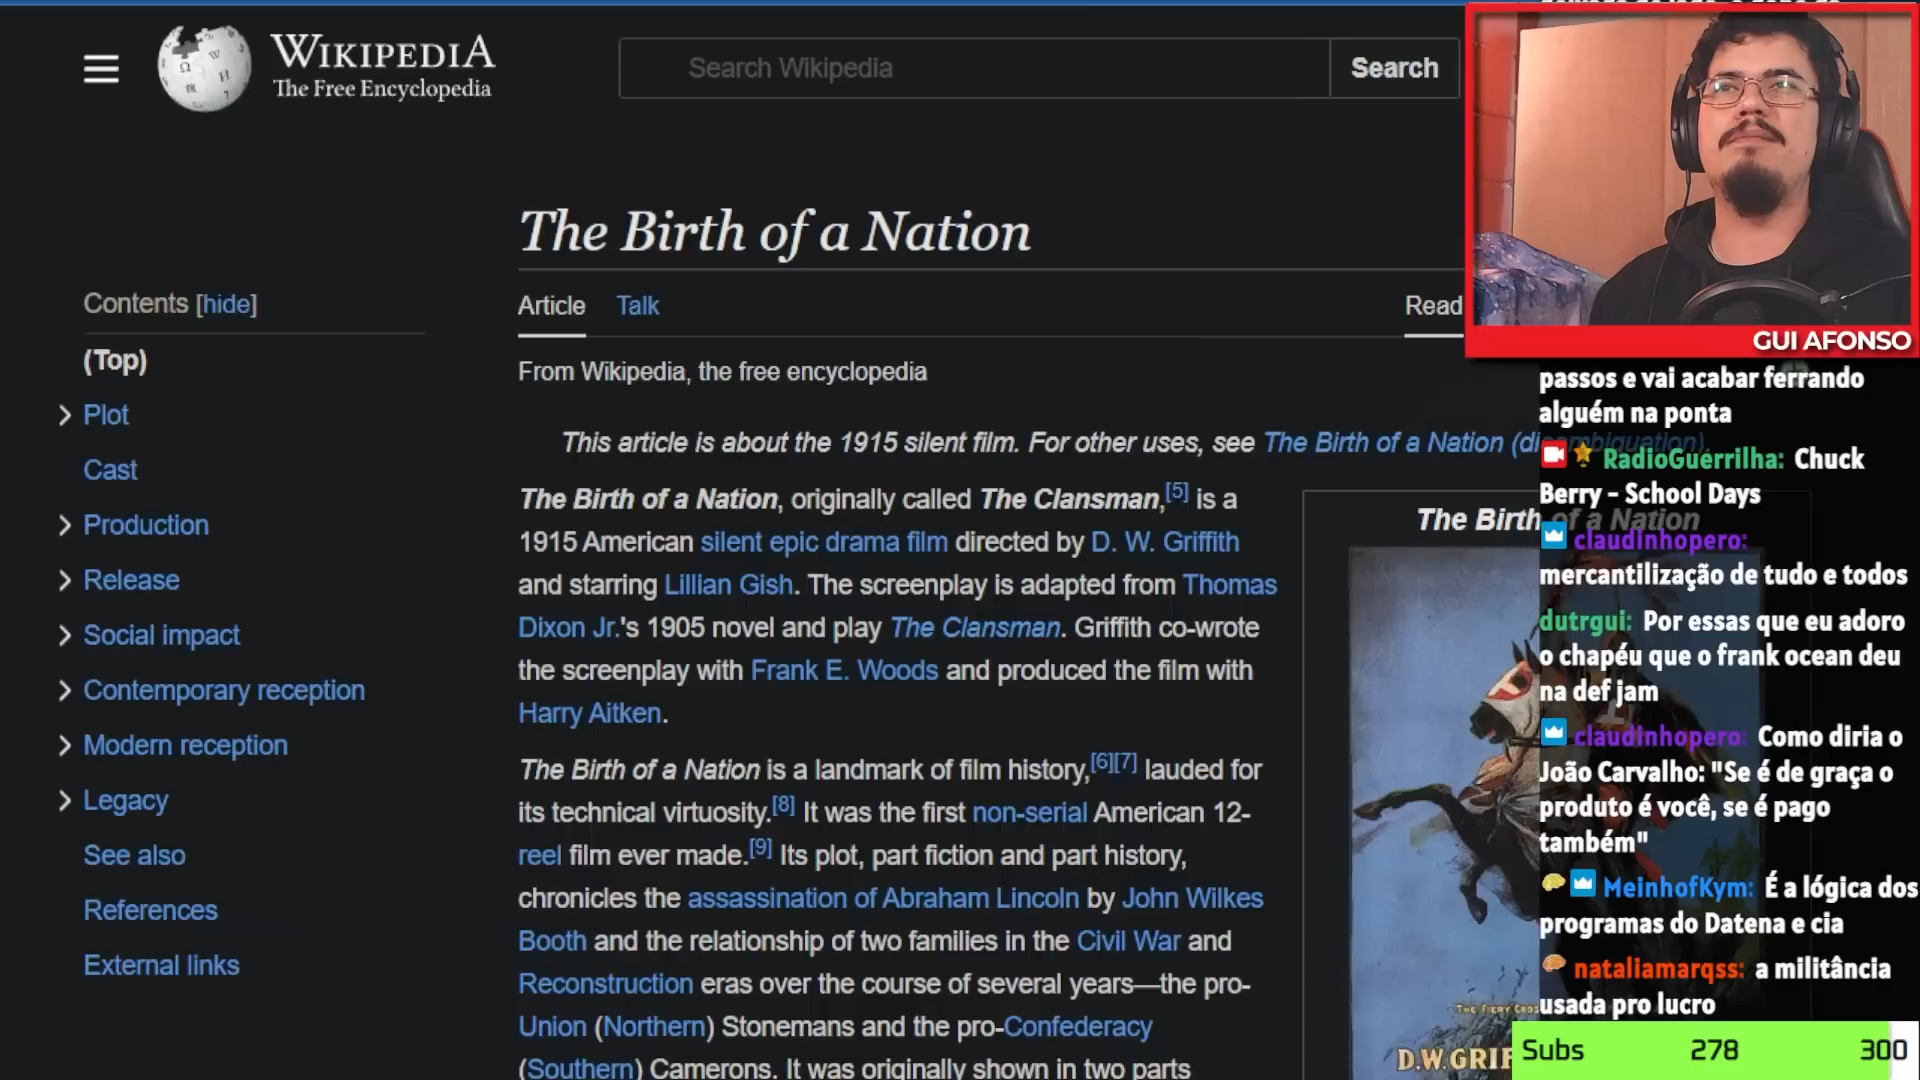 WIKIPEDIA
The Free Encyclopedia
Search Wikipedia
Search
The Birth of a Nation
Contents [hide]
(Top)
Plot
Cast
Production
Release
Social impact
Contemporary reception
Modern reception
Legacy
See also
References
External links
Article
Talk
Read
From Wikipedia, the free encyclopedia
This article is about the 1915 silent film. For other uses, see The Birth of a Nation (disambiguation).
The Birth of a Nation, originally called The Clansman,[5] is a
1915 American silent epic drama film directed by D. W. Griffith
and starring Lillian Gish. The screenplay is adapted from Thomas
Dixon Jr.'s 1905 novel and play The Clansman. Griffith co-wrote
the screenplay with Frank E. Woods and produced the film with
Harry Aitken.
The Birth of a Nation is a landmark of film history,[6][7] lauded for
its technical virtuosity.[8] It was the first non-serial American 12-
reel film ever made.[9] Its plot, part fiction and part history,
chronicles the assassination of Abraham Lincoln by John Wilkes
Booth and the relationship of two families in the Civil War and
Reconstruction eras over the course of several years—the pro-
Union (Northern) Stonemans and the pro-Confederacy
(Southern) Camerons. It was originally shown in two parts
The Birth of a Nation
THE FIERY CROS
D.W.GRIF
GUI AFONSO
passos e vai acabar ferrando
alguém na ponta
RadioGuerrilha: Chuck
Berry - School Days
claudinhopero:
mercantilização de tudo e todos
dutrgui: Por essas que eu adoro
o chapéu que o frank ocean deu
na def jam
claudinhopero: Como diria o
João Carvalho: "Se é de graça o
produto é você, se é pago
também"
MeinhofKym: É a lógica dos
programas do Datena e cia
nataliamarqss: a militância
usada pro lucro
Subs 278 300